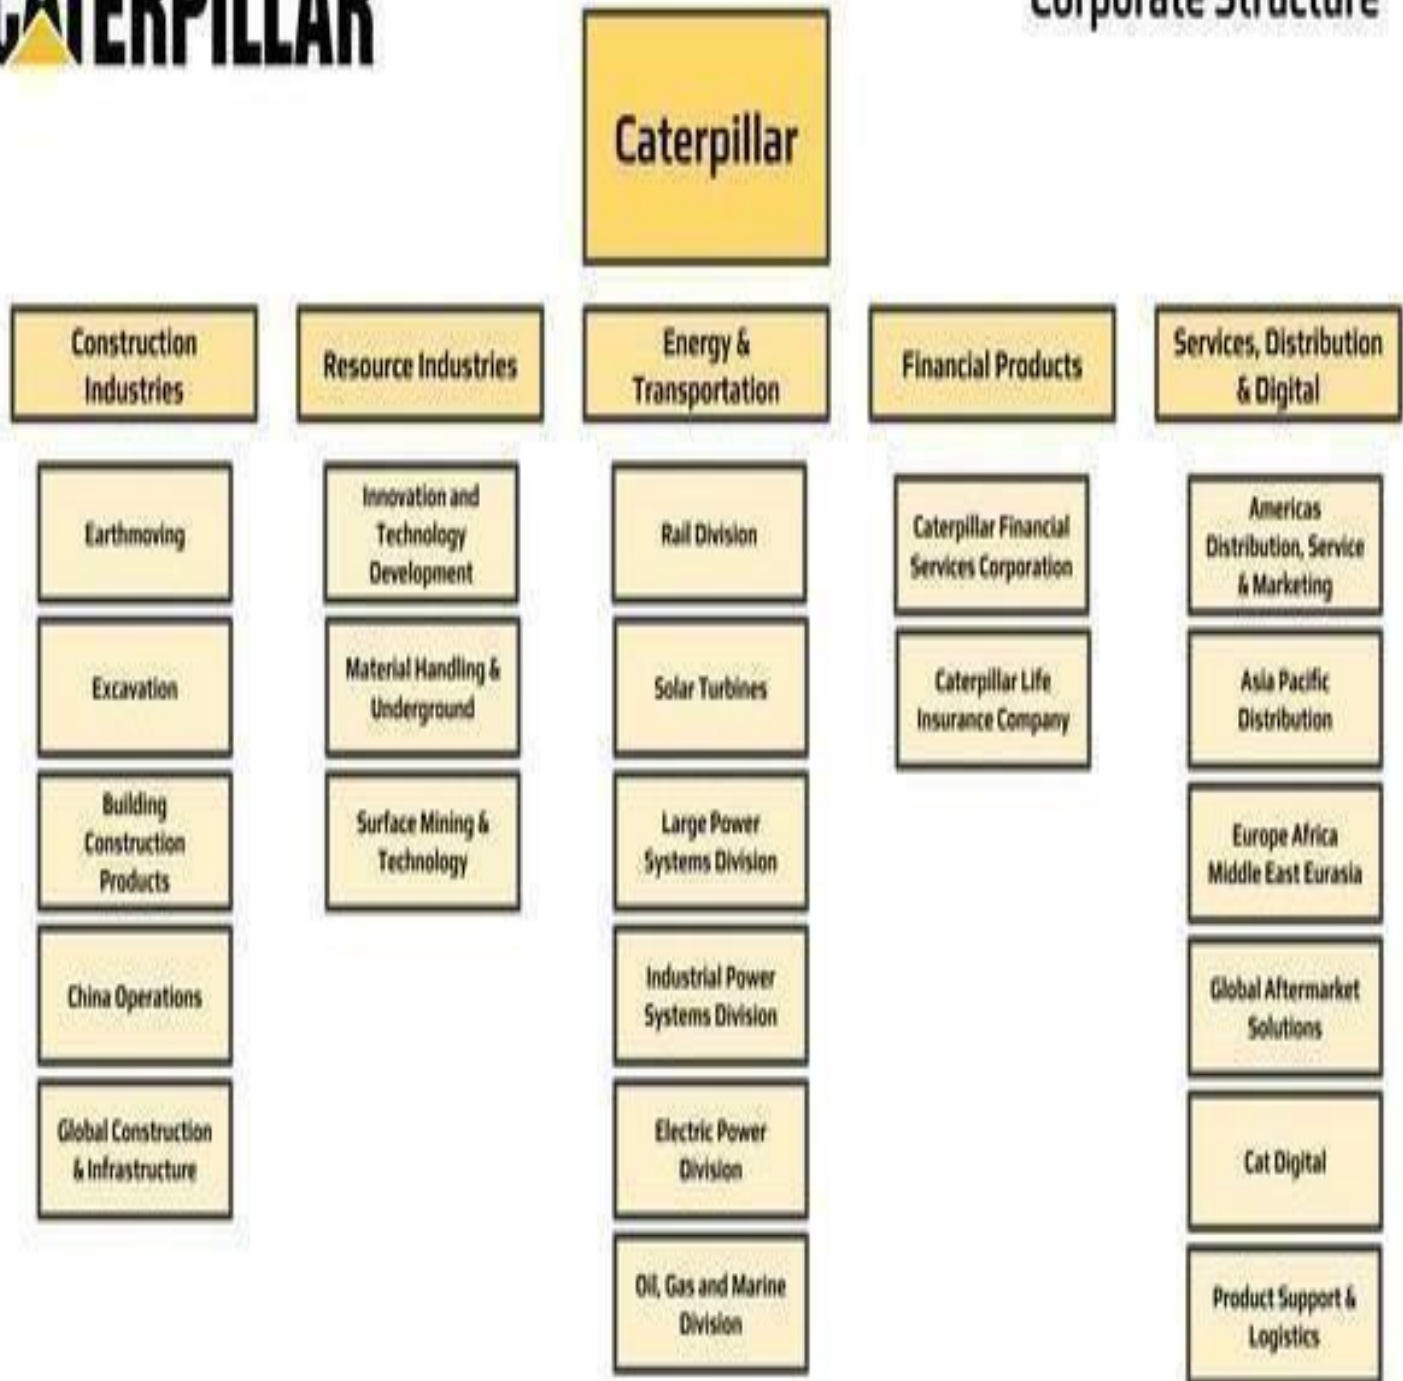 CATERPILLAR
Corporate Structure
Caterpillar
Construction
Industries
Resource Industries
Energy &
Transportation
Financial Products
Services, Distribution
& Digital
Earthmoving
Excavation
Building
Construction
Products
China Operations
Global Construction
& Infrastructure
Innovation and
Technology
Development
Material Handling &
Underground
Surface Mining &
Technology
Rail Division
Solar Turbines
Large Power
Systems Division
Industrial Power
Systems Division
Electric Power
Division
Oil, Gas and Marine
Division
Caterpillar Financial
Services Corporation
Caterpillar Life
Insurance Company
Americas
Distribution, Service
& Marketing
Asia Pacific
Distribution
Europe Africa
Middle East Eurasia
Global Aftermarket
Solutions
Cat Digital
Product Support &
Logistics